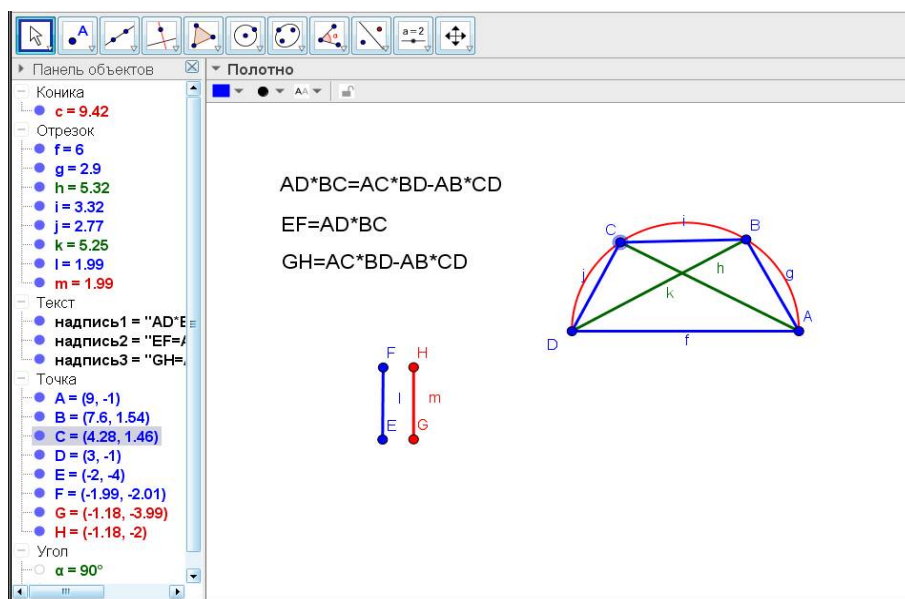 A
a=2
Панель объектов
Полотно
Коника
c = 9.42
AA
Отрезок
f = 6
g = 2.9
h = 5.32
i = 3.32
j = 2.77
k = 5.25
l = 1.99
m = 1.99
Текст
надпись1 = "AD*B
надпись2 = "EF=A
надпись3 = "GH=
Точка
A = (9, -1)
B = (7.6, 1.54)
C = (4.28, 1.46)
D = (3, -1)
E = (-2, -4)
F = (-1.99, -2.01)
G = (-1.18, -3.99)
H = (-1.18, -2)
Угол
α = 90°
AD*BC=AC*BD-AB*CD
EF=AD*BC
GH=AC*BD-AB*CD
C i B
j k h g
D f A
F H
l m
E G